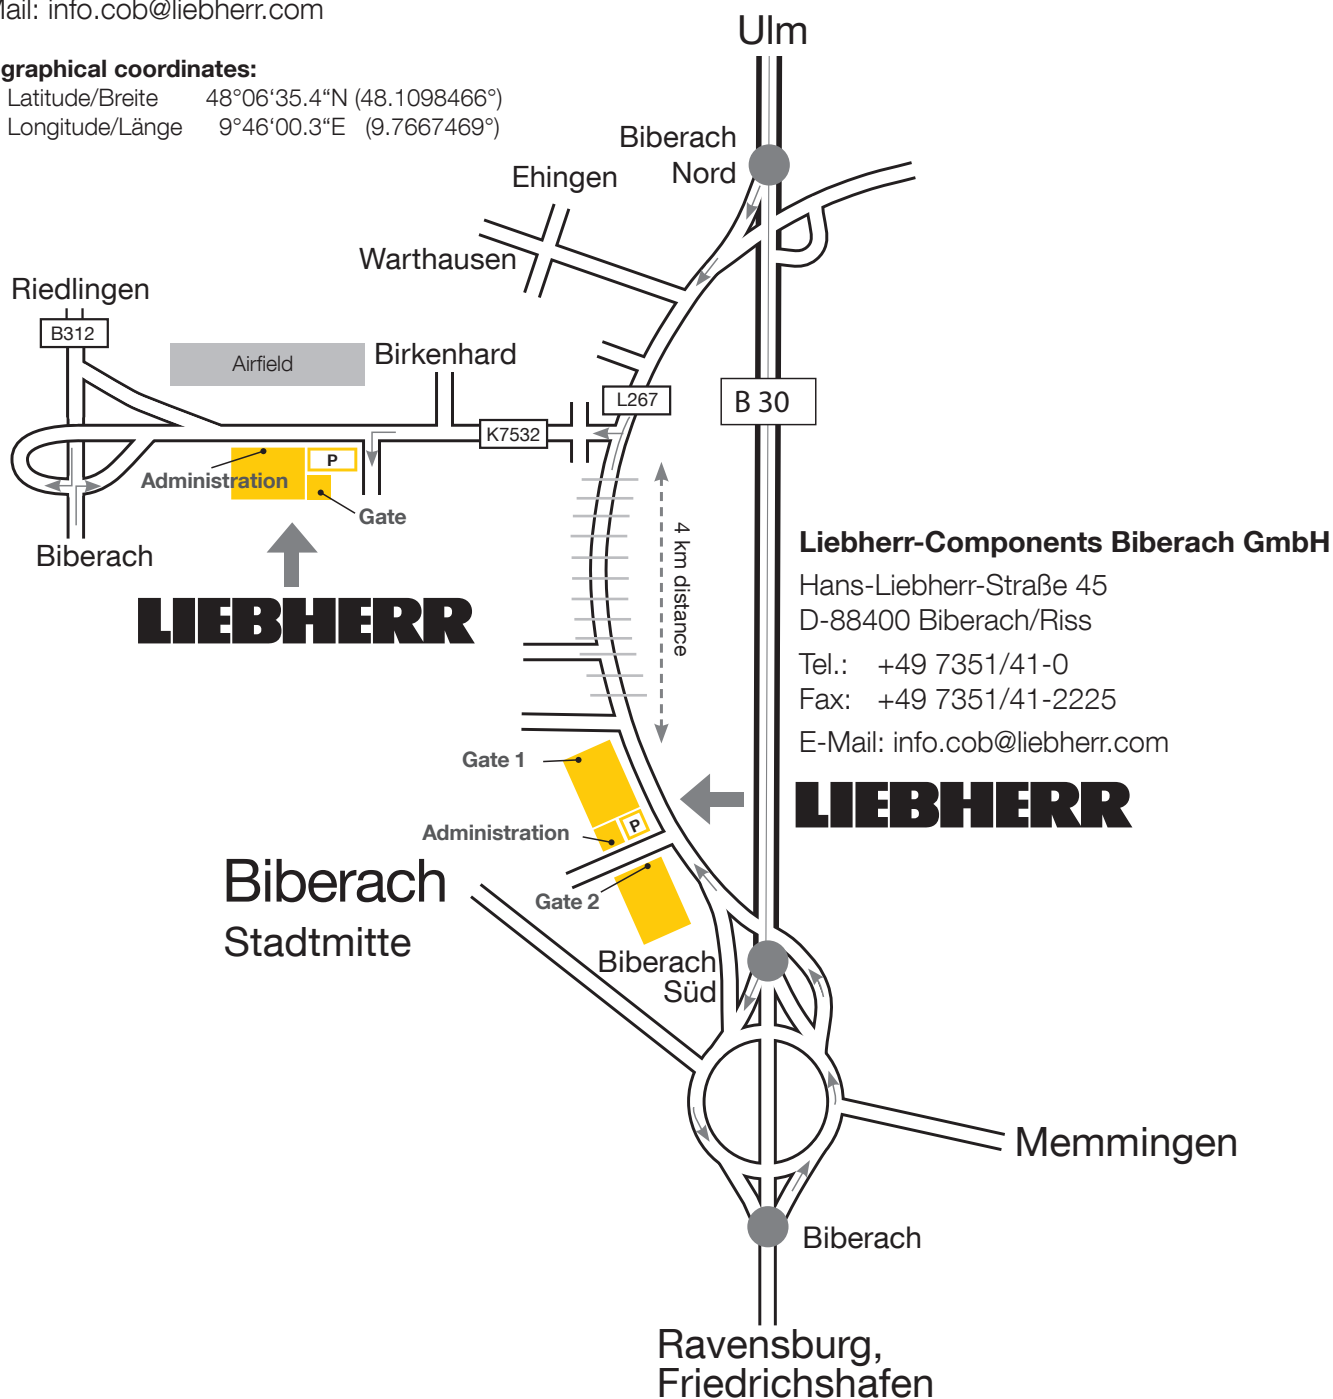 Mail: info.cob@liebherr.com
graphical coordinates:
Latitude/Breite 48°06‘35.4“N (48.1098466°)
Longitude/Länge 9°46‘00.3“E (9.7667469°)
Ulm
Biberach
Nord
Ehingen
Warthausen
Riedlingen
B312
Airfield
Birkenhard
L267
B 30
K7532
P
Administration
Gate
Biberach
LIEBHERR
4 km distance
Liebherr-Components Biberach GmbH
Hans-Liebherr-Straße 45
D-88400 Biberach/Riss
Tel.: +49 7351/41-0
Fax: +49 7351/41-2225
E-Mail: info.cob@liebherr.com
LIEBHERR
Gate 1
P
Administration
Gate 2
Biberach
Stadtmitte
Biberach
Süd
Memmingen
Biberach
Ravensburg,
Friedrichshafen